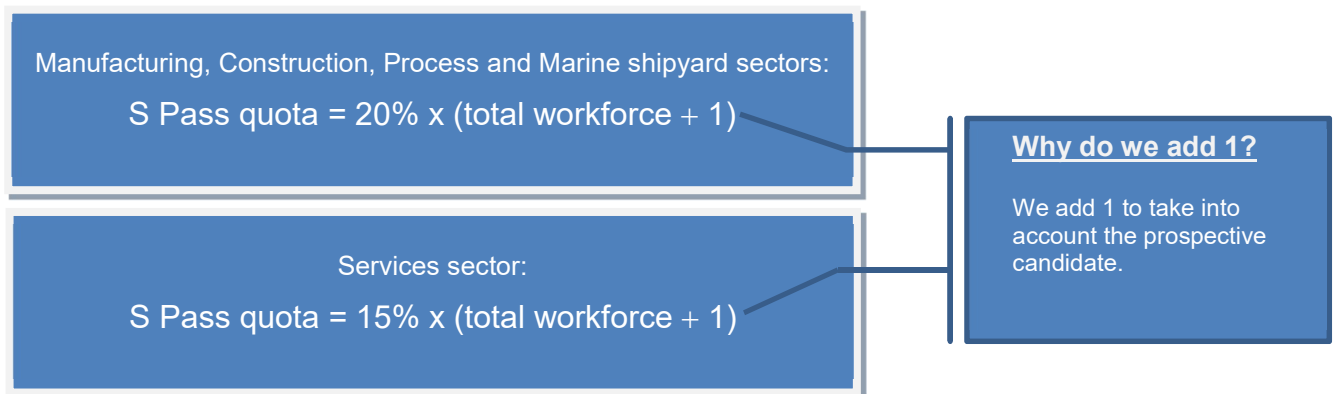 Manufacturing, Construction, Process and Marine shipyard sectors:
S Pass quota = 20% x (total workforce + 1)
Why do we add 1?
We add 1 to take into
account the prospective
candidate.
Services sector:
S Pass quota = 15% x (total workforce + 1)